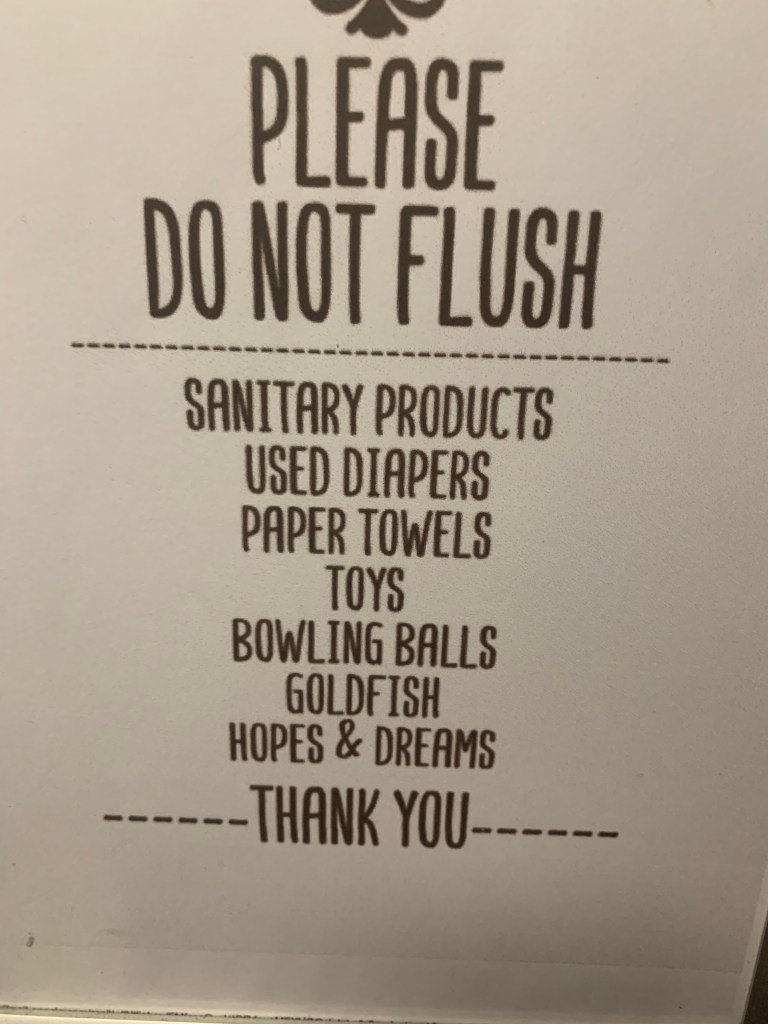 PLEASE
DO NOT FLUSH
SANITARY PRODUCTS
USED DIAPERS
PAPER TOWELS
TOYS
BOWLING BALLS
GOLDFISH
HOPES & DREAMS
------THANK YOU------